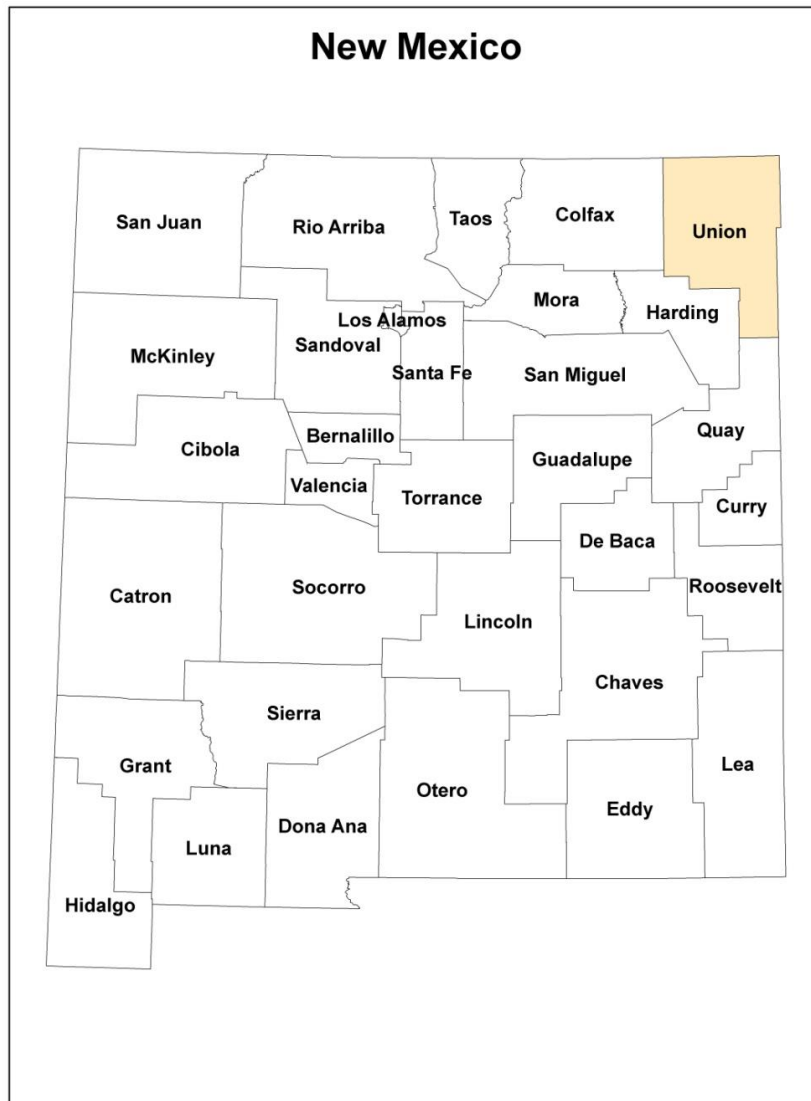 New Mexico
San Juan
Rio Arriba
Taos
Colfax
Union
Mora
Harding
Los Alamos
Sandoval
McKinley
Santa Fe
San Miguel
Bernalillo
Quay
Cibola
Guadalupe
Valencia
Torrance
Curry
De Baca
Roosevelt
Socorro
Catron
Lincoln
Chaves
Sierra
Grant
Lea
Otero
Eddy
Dona Ana
Luna
Hidalgo